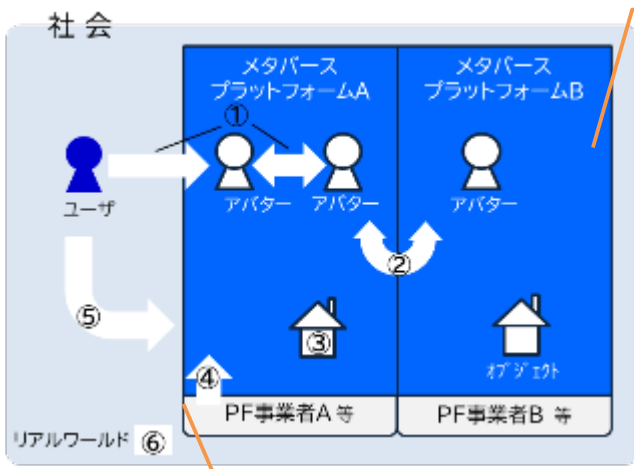 社会
メタバース
プラットフォームA
メタバース
プラットフォームB
①
ユーザ
アバター
アバター
アバター
②
⑤
③
④
オブジェクト
PF事業者A 等
PF事業者B 等
リアルワールド ⑥